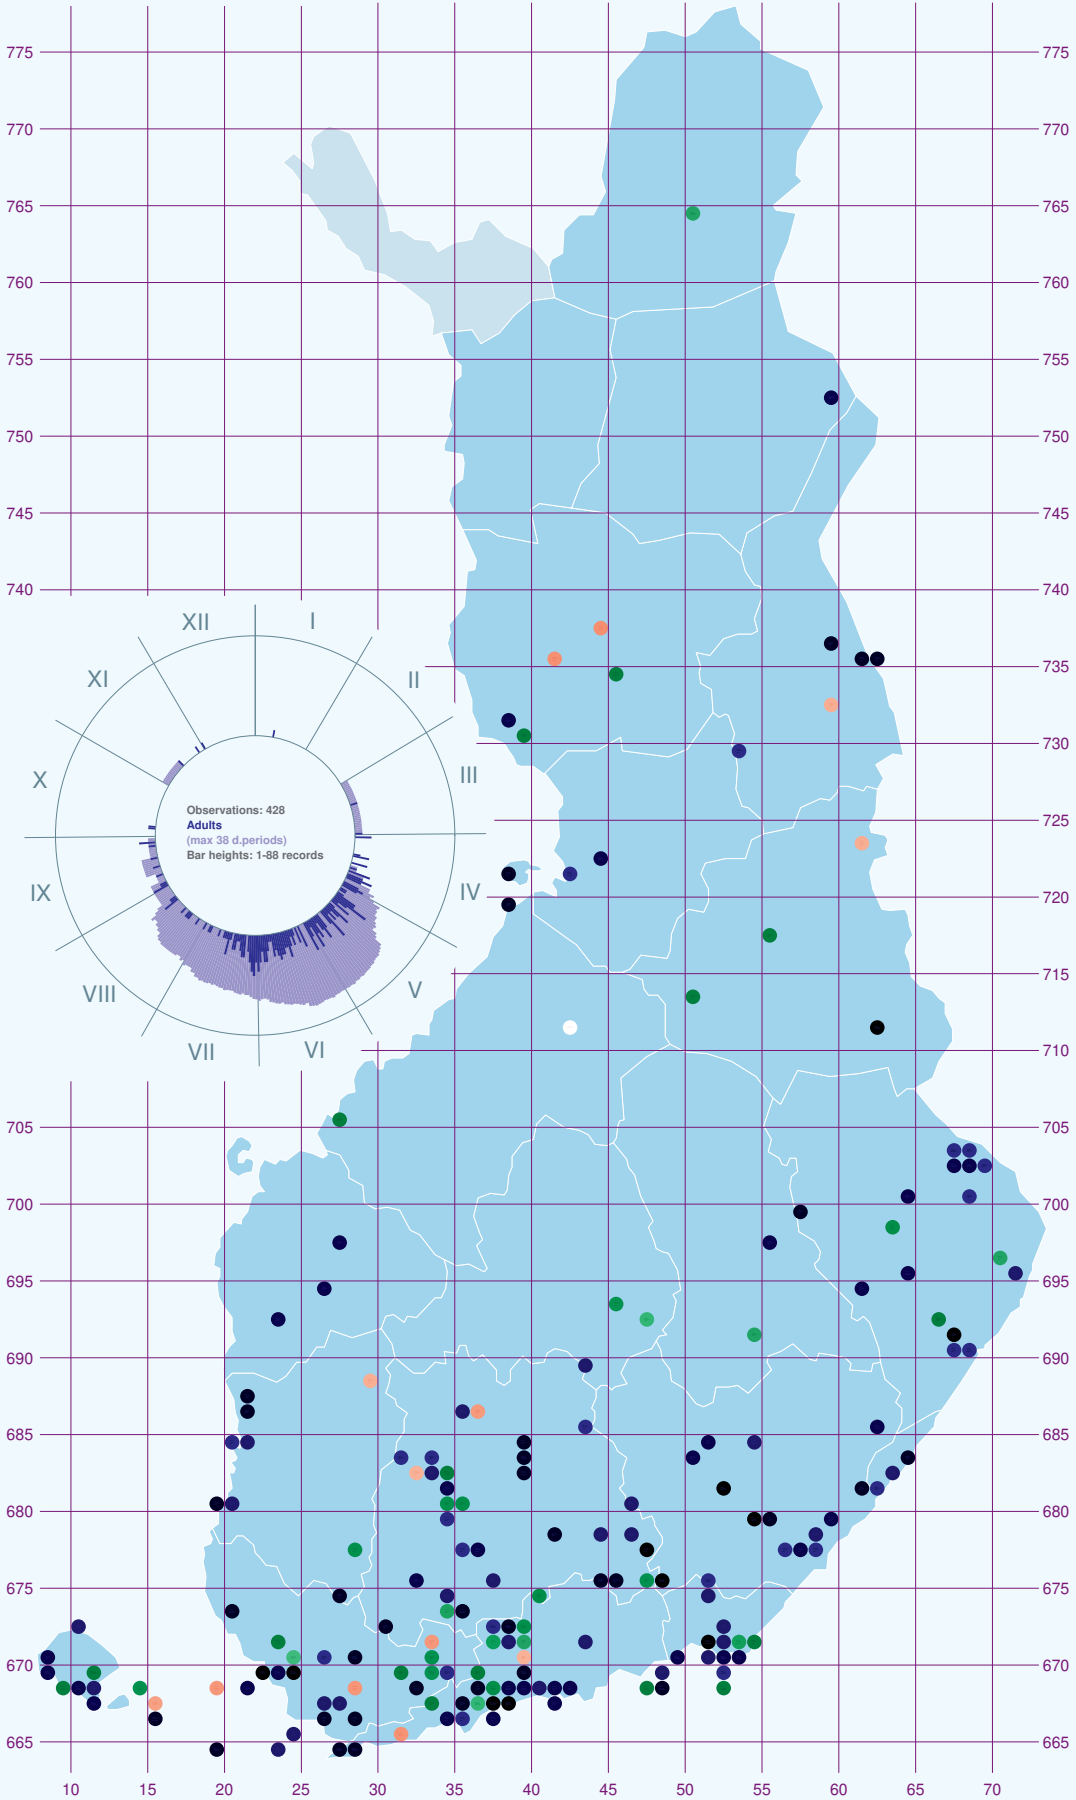 775 775
770 770
765 765
760 760
755 755
750 750
745 745
740 740
XII I
XI II
735
X III
730
Observations: 428
Adults
(max 38 d.periods)
Bar heights: 1-88 records
725
IX IV
720
715
VIII V
VII VI
710
705 705
700 700
695 695
690 690
685 685
680 680
675 675
670 670
665 665
10 15 20 25 30 35 40 45 50 55 60 65 70